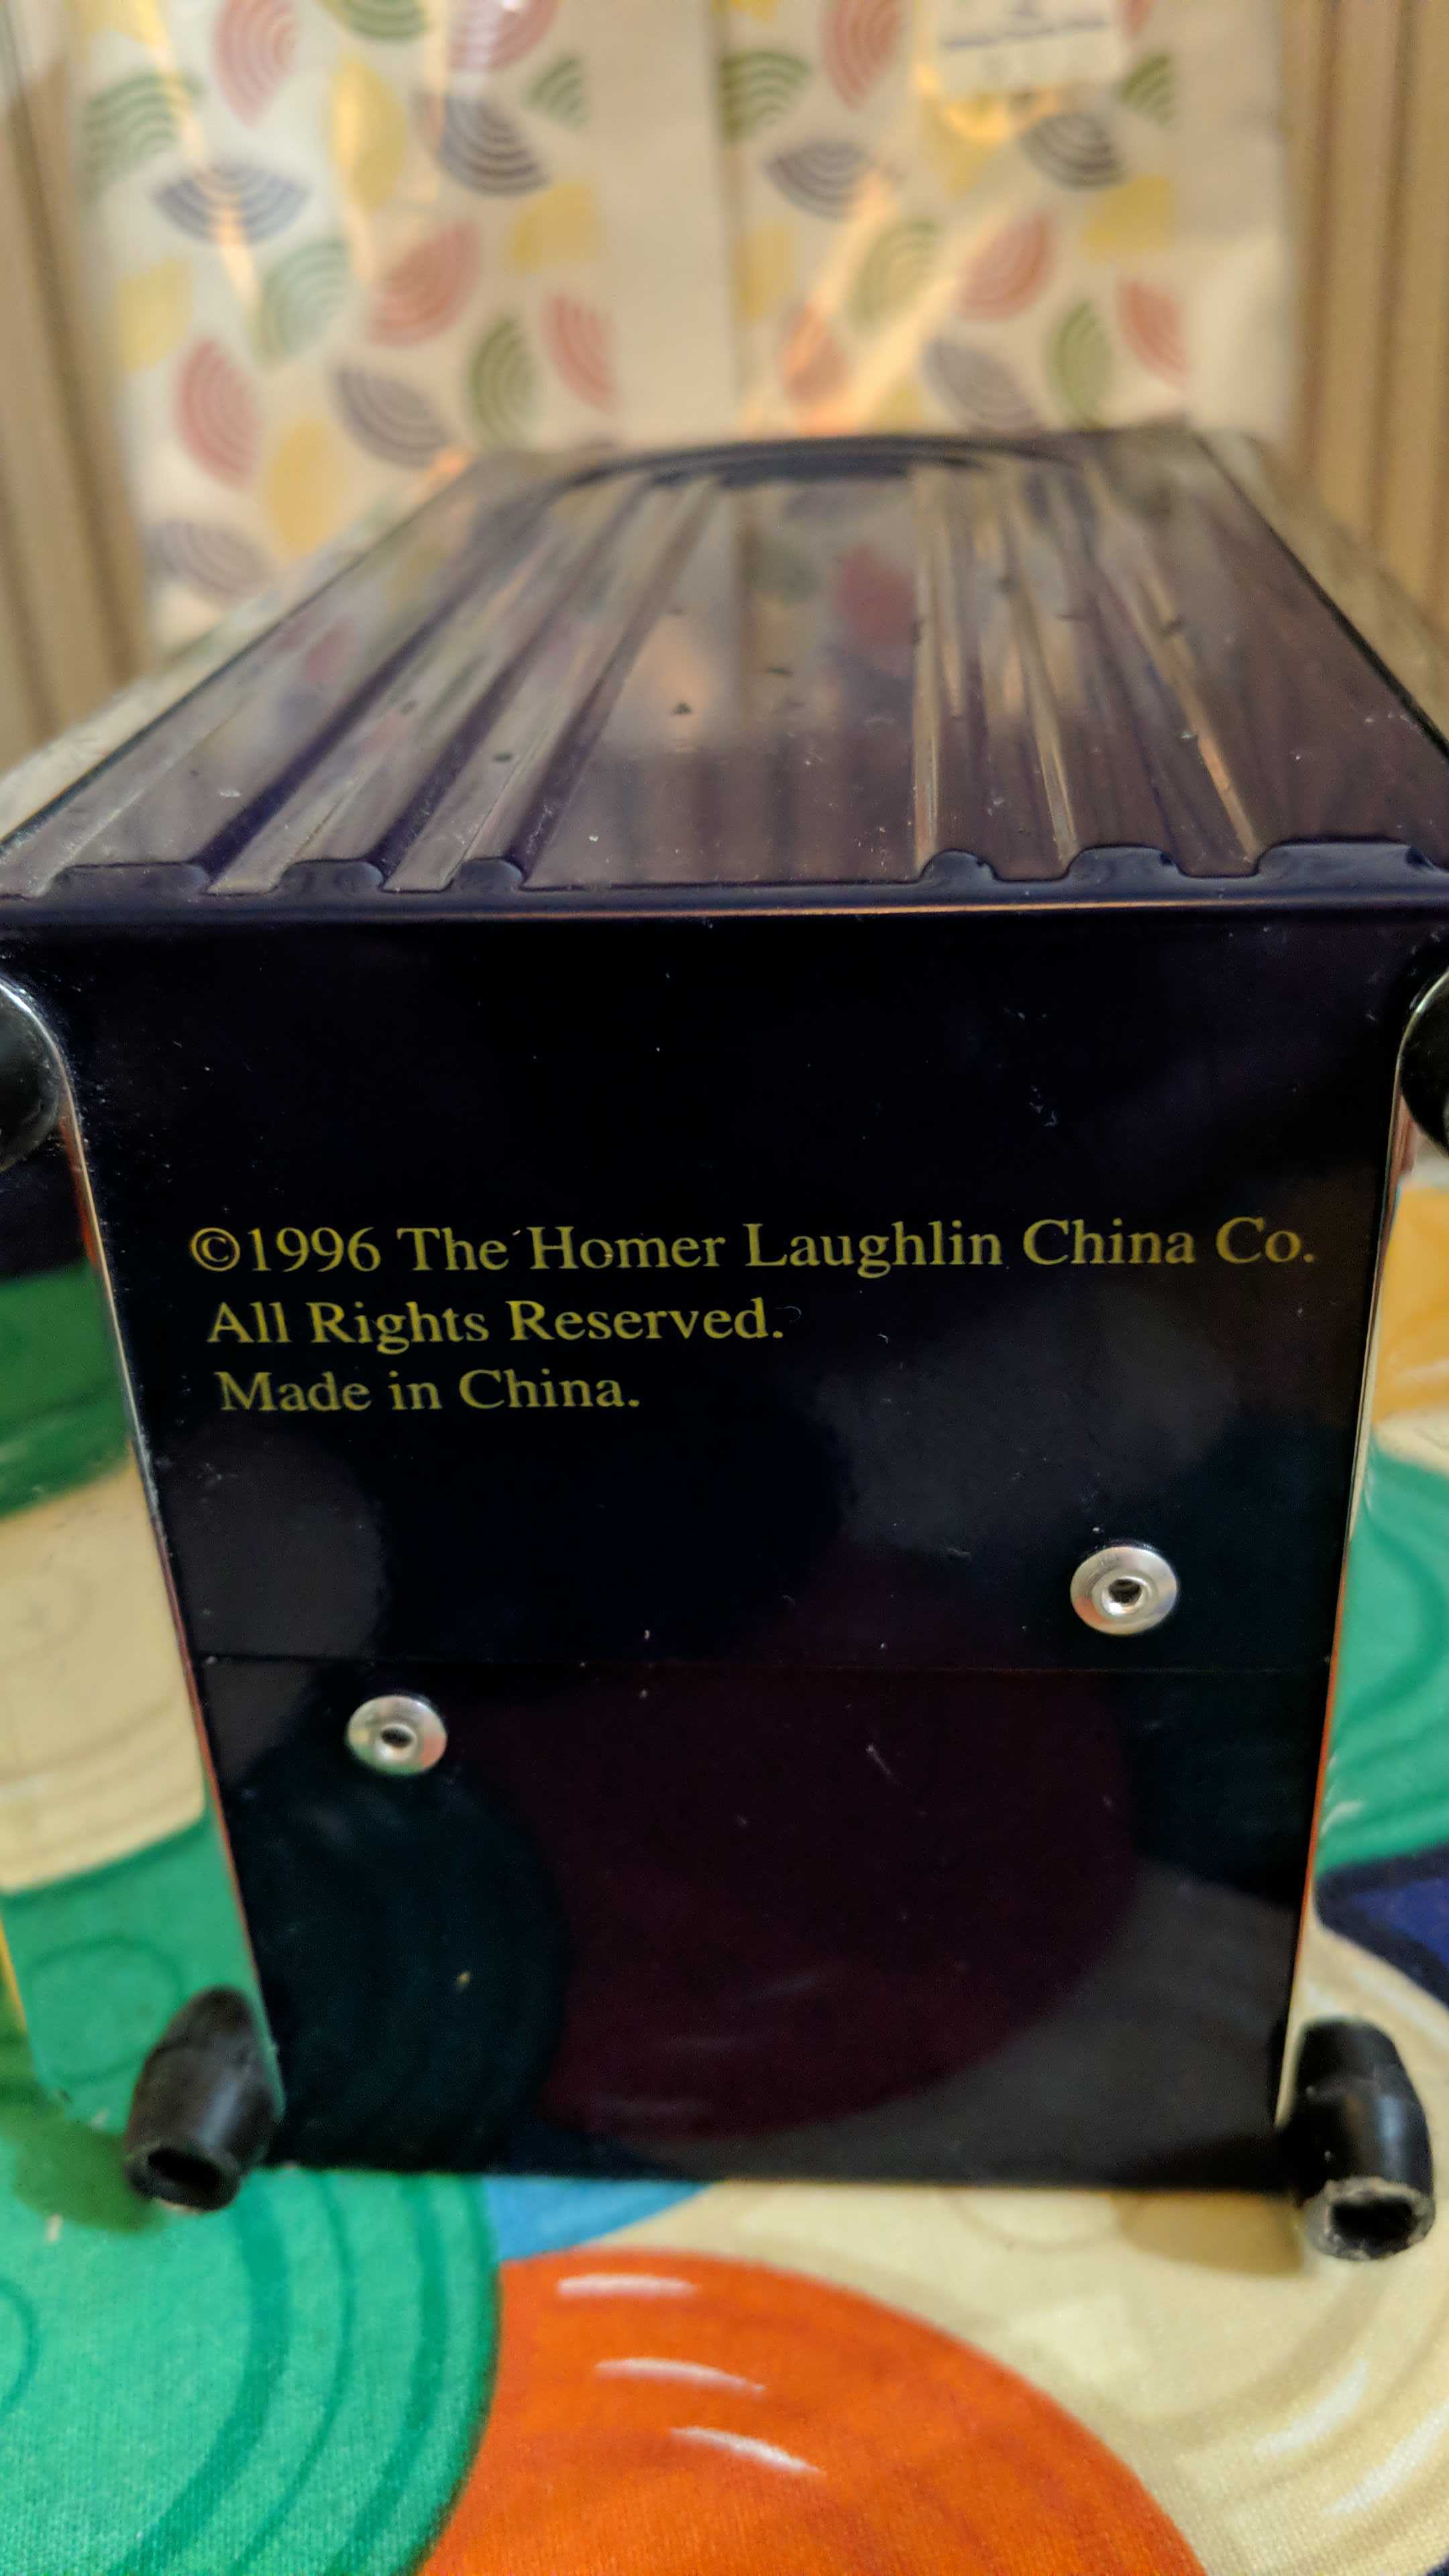 ©1996 The Homer Laughlin China Co.
All Rights Reserved.
Made in China.